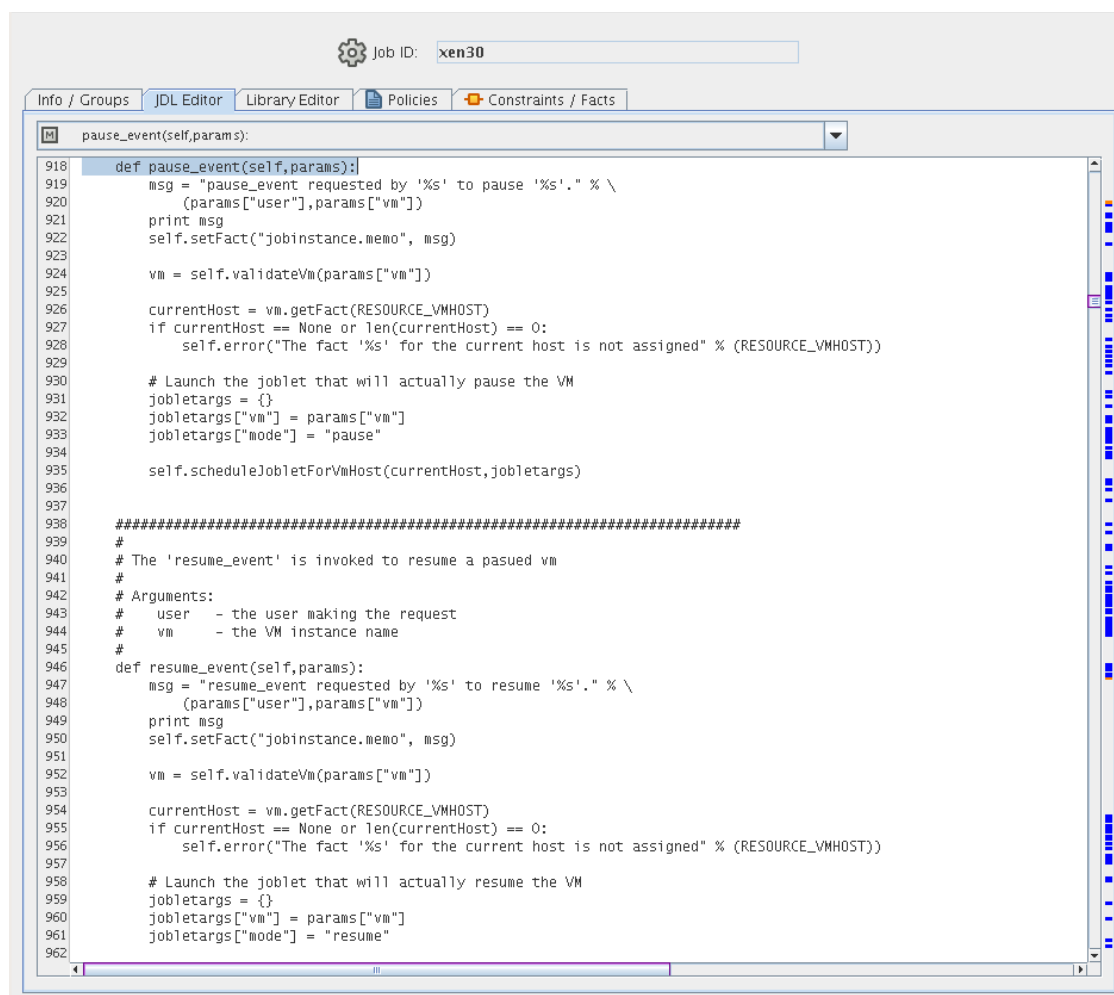 Job ID: xen30
Info / Groups JDL Editor Library Editor Policies Constraints / Facts
M pause_event(self,params):
918 def pause_event(self,params):
919 msg = "pause_event requested by '%s' to pause '%s'." % \
920 (params["user"],params["vm"])
921 print msg
922 self.setFact("jobinstance.memo", msg)
923
924 vm = self.validateVm(params["vm"])
925
926 currentHost = vm.getFact(RESOURCE_VMHOST)
927 if currentHost == None or len(currentHost) == 0:
928 self.error("The fact '%s' for the current host is not assigned" % (RESOURCE_VMHOST))
929
930 # Launch the joblet that will actually pause the VM
931 jobletargs = {}
932 jobletargs["vm"] = params["vm"]
933 jobletargs["mode"] = "pause"
934
935 self.scheduleJobletForVmHost(currentHost,jobletargs)
936
937
938 ###########################################################################
939 #
940 # The 'resume_event' is invoked to resume a pasued vm
941 #
942 # Arguments:
943 # user - the user making the request
944 # vm - the VM instance name
945 #
946 def resume_event(self,params):
947 msg = "resume_event requested by '%s' to resume '%s'." % \
948 (params["user"],params["vm"])
949 print msg
950 self.setFact("jobinstance.memo", msg)
951
952 vm = self.validateVm(params["vm"])
953
954 currentHost = vm.getFact(RESOURCE_VMHOST)
955 if currentHost == None or len(currentHost) == 0:
956 self.error("The fact '%s' for the current host is not assigned" % (RESOURCE_VMHOST))
957
958 # Launch the joblet that will actually resume the VM
959 jobletargs = {}
960 jobletargs["vm"] = params["vm"]
961 jobletargs["mode"] = "resume"
962